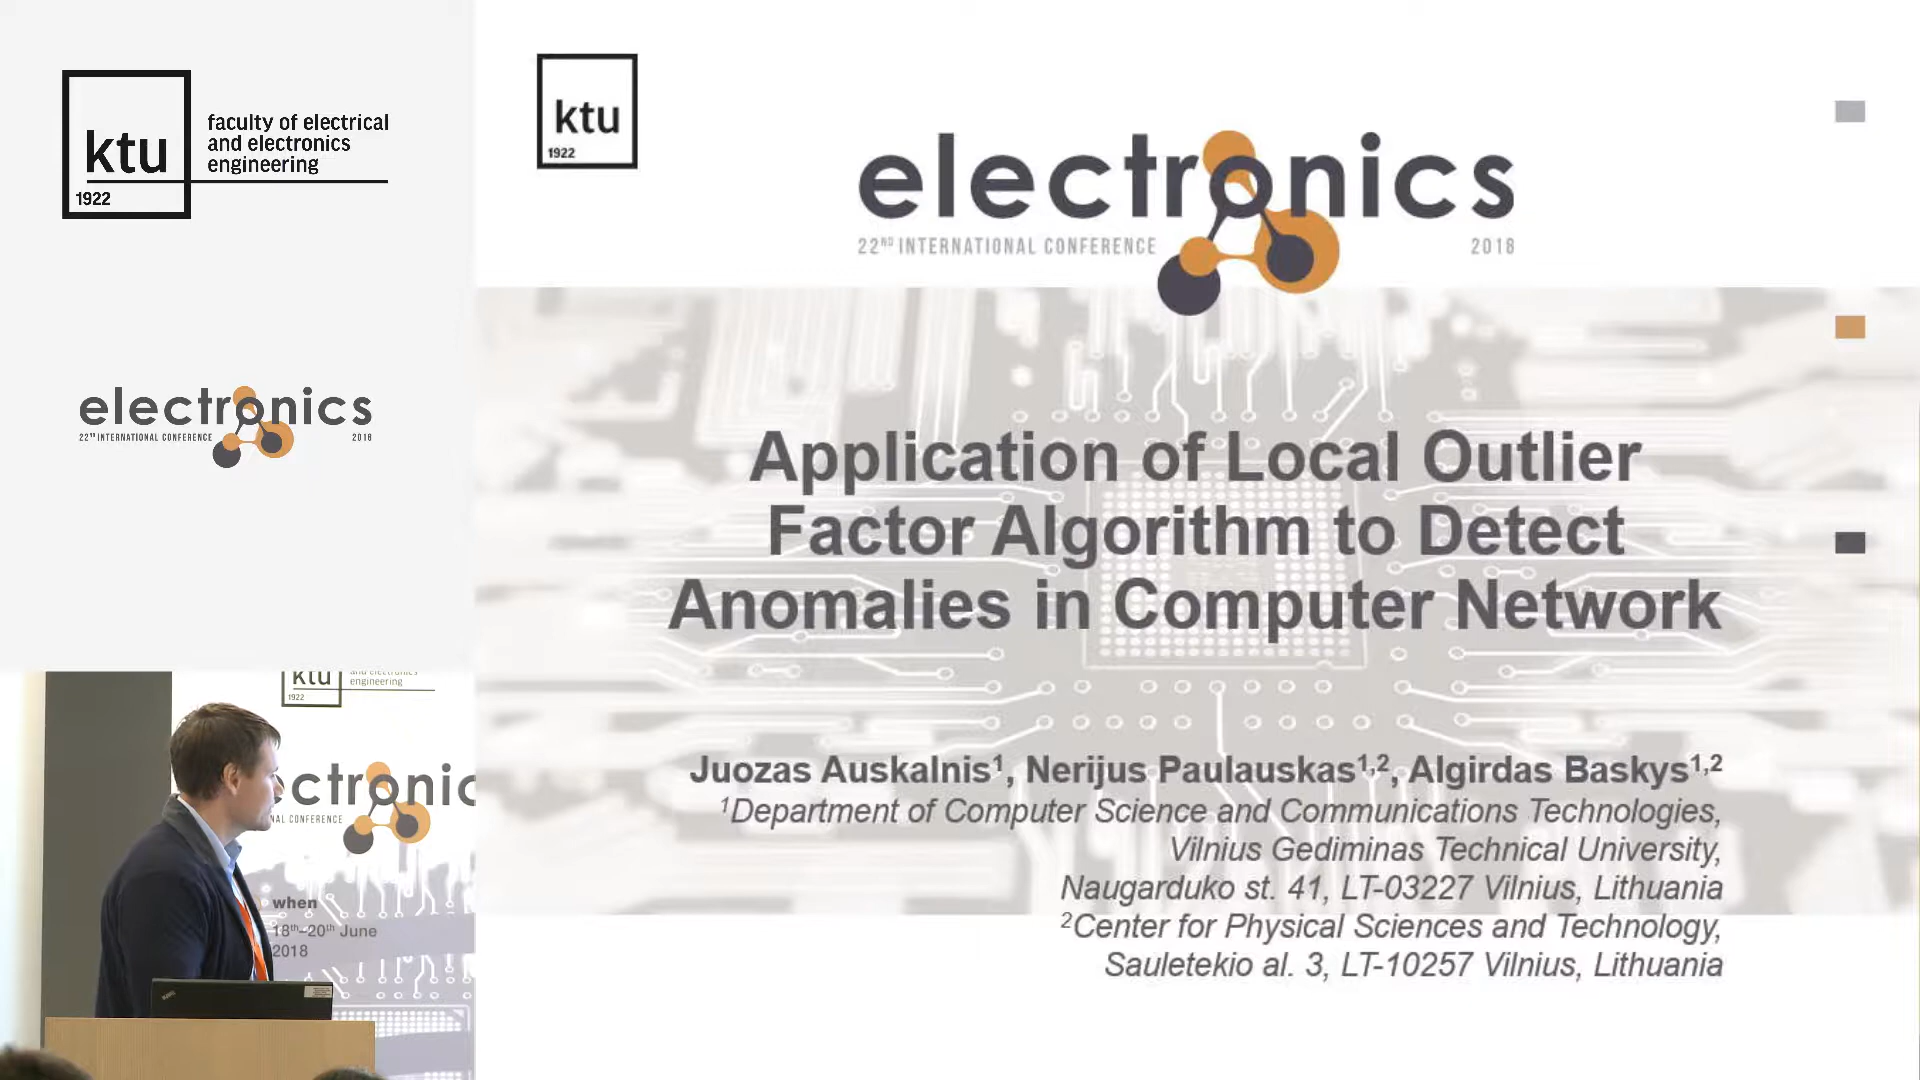 ktu
1922
faculty of electrical
and electronics
engineering
electronics
22ND INTERNATIONAL CONFERENCE 2018
ktu
1922
engineering
ctronic
NAL CONFERENCE
when
18th–20th June
2018
ktu
1922
electronics
22ND INTERNATIONAL CONFERENCE 2018
Application of Local Outlier
Factor Algorithm to Detect
Anomalies in Computer Network
Juozas Auskalnis1, Nerijus Paulauskas1,2, Algirdas Baskys1,2
1Department of Computer Science and Communications Technologies,
Vilnius Gediminas Technical University,
Naugarduko st. 41, LT-03227 Vilnius, Lithuania
2Center for Physical Sciences and Technology,
Sauletekio al. 3, LT-10257 Vilnius, Lithuania